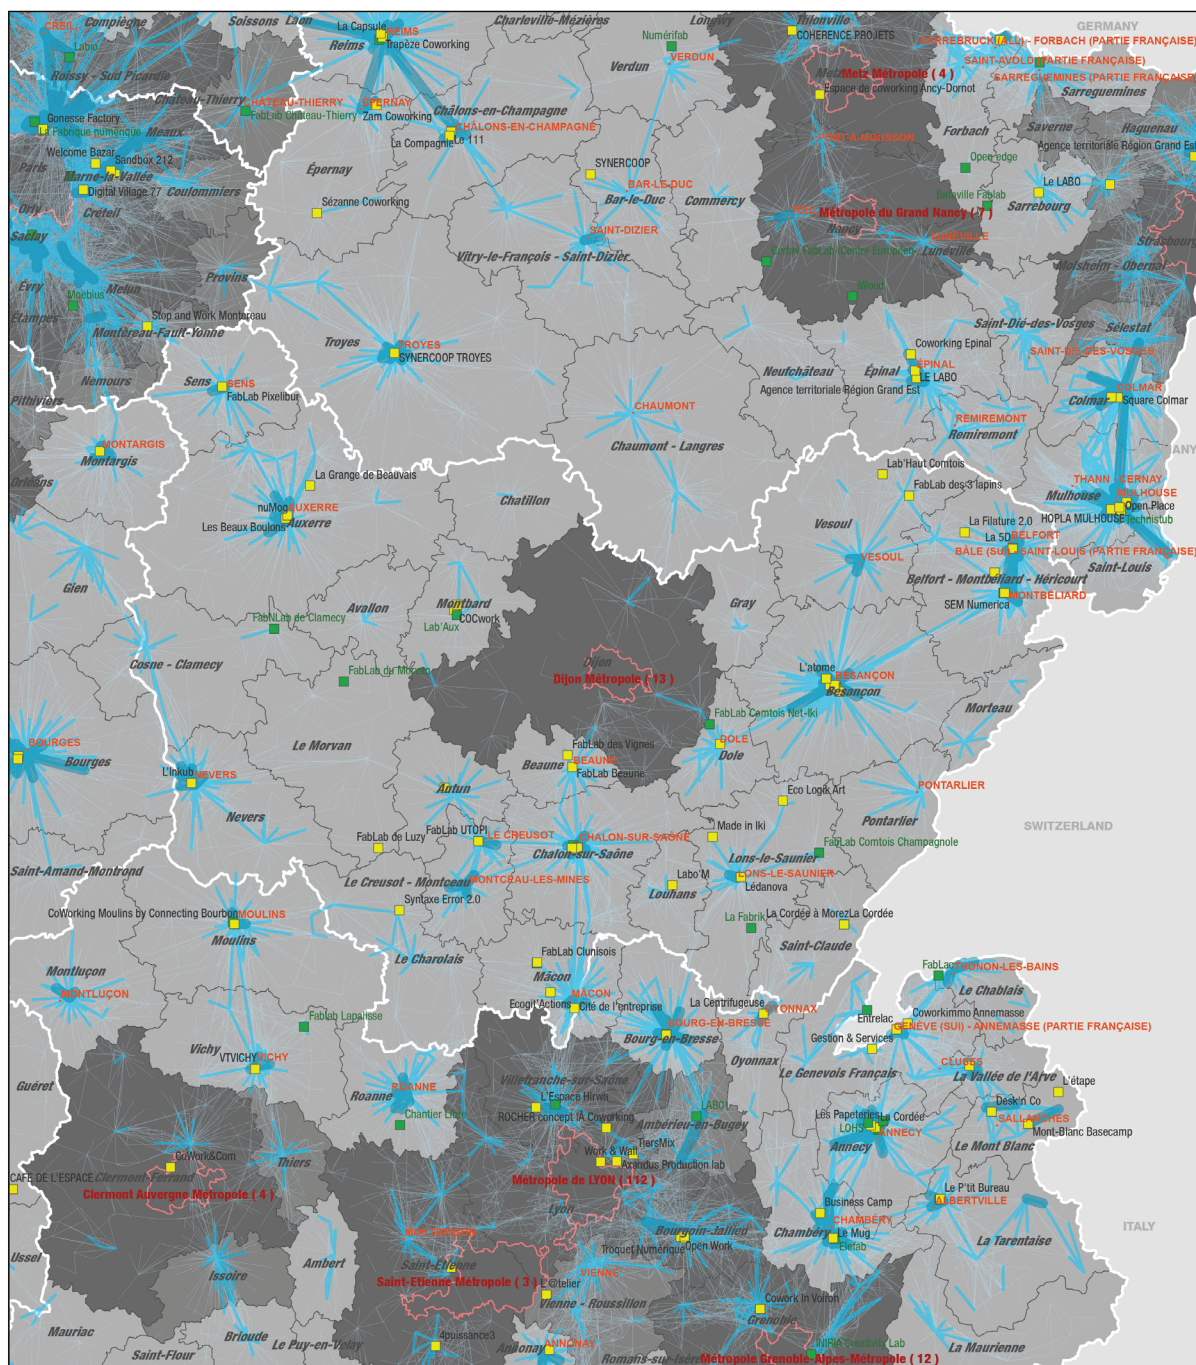 Compiègne
CREIL
Labio
Roissy - Sud Picardie
Soissons
Laon
La Capsule
REIMS
Reims
Trapèze Coworking
Charleville-Mézières
Longwy
Numérifab
VERDUN
Verdun
Thionville
COHERENCE PROJETS
GERMANY
SARREBRUCK (ALL) - FORBACH (PARTIE FRANÇAISE)
SAINT-AVOLD (PARTIE FRANÇAISE)
SARREGUEMINES (PARTIE FRANÇAISE)
Sarreguemines
Metz
Metz Métropole ( 4 )
Espace de coworking Ancy-Dornot
Château-Thierry
CHÂTEAU-THIERRY
FabLab Château-Thierry
EPERNAY
Zam Coworking
Châlons-en-Champagne
CHÂLONS-EN-CHAMPAGNE
Le 111
La Compagnie
PONT-A-MOUSSON
Forbach
Saverne
Haguenau
Agence territoriale Région Grand Est
Gonesse Factory
La Fabrique numérique
Meaux
Welcome Bazar
Sandbox 212
Paris
Marne-la-Vallée
Digital Village 77
Coulommiers
Créteil
Orly
Saclay
Épernay
Sézanne Coworking
SYNERCOOP
BAR-LE-DUC
Bar-le-Duc
Commercy
SAINT-DIZIER
Vitry-le-François - Saint-Dizier
Open edge
Bataville Fablab
Le LABO
Sarrebourg
TOUL
Métropole du Grand Nancy ( 7 )
Nancy
LUNÉVILLE
Lunéville
Strasbourg
Molsheim - Obernai
iWood
Provins
Evry
Melun
Etampes
Moebius
Stop and Work Montereau
Montereau-Fault-Yonne
Nemours
Pithiviers
Troyes
TROYES
SYNERCOOP TROYES
Sens
SENS
FabLab Pixelibur
Saint-Dié-des-Vosges
SAINT-DIE-DES-VOSGES
Sélestat
Coworking Epinal
ÉPINAL
Épinal
LE LABO
Agence territoriale Région Grand Est
Neufchâteau
COLMAR
Colmar
Square Colmar
REMIREMONT
Remiremont
CHAUMONT
Chaumont - Langres
MONTARGIS
Montargis
Orléans
La Grange de Beauvais
nuMog
AUXERRE
Auxerre
Les Beaux Boulons
Chatillon
Lab'Haut Comtois
FabLab des 3 lapins
Vesoul
VESOUL
THANN - CERNAY
MULHOUSE
Mulhouse
Open Place
HOPLA MULHOUSE
Technistub
La Filature 2.0
La 5D
BELFORT
BÂLE (SUI) - SAINT-LOUIS (PARTIE FRANÇAISE)
Saint-Louis
Belfort - Montbéliard - Héricourt
MONTBÉLIARD
SEM Numerica
Gien
Avallon
FabNLab de Clamecy
Montbard
COCwork
Lab'Aux
Gray
Cosne - Clamecy
FabLab du Morvan
Dijon
Dijon Métropole ( 13 )
L'atome
BESANÇON
Besançon
Morteau
FabLab Comtois Net-Iki
DOLE
Dole
Le Morvan
FabLab des Vignes
BEAUNE
Beaune
FabLab Beaune
BOURGES
Bourges
L'Inkub
NEVERS
Nevers
Autun
PONTARLIER
Pontarlier
Eco Logik Art
SWITZERLAND
FabLab de Luzy
FabLab UTOPI
LE CREUSOT
CHALON-SUR-SAÔNE
Chalon-sur-Saône
Made in Iki
FabLab Comtois Champagnole
Lons-le-Saunier
LONS-LE-SAUNIER
Lédanova
Labo'M
Louhans
Le Creusot - Montceau
MONTCEAU-LES-MINES
Syntaxe Error 2.0
Saint-Amand-Montrond
CoWorking Moulins by Connecting Bourbon
MOULINS
Moulins
La Fabrik
La Cordée à Morez
La Cordée
Saint-Claude
Le Charolais
FabLab Clunisois
Mâcon
MÂCON
Ecogit'Actions
Cité de l'entreprise
Montluçon
MONTLUÇON
Fablab Lapalisse
FabLac
THONON-LES-BAINS
Le Chablais
La Centrifugeuse
OYONNAX
Oyonnax
Entrelac
Coworkimmo Annemasse
GENÈVE (SUI) - ANNEMASSE (PARTIE FRANÇAISE)
Gestion & Services
BOURG-EN-BRESSE
Bourg-en-Bresse
Vichy
VTVICHY
VICHY
Guéret
Roanne
ROANNE
Chantier Libre
Villefranche-sur-Saône
L'Espace Hirwa
ROCHER concept IA Coworking
LAB01
Ambérieu-en-Bugey
Le Genevois Français
CLUSES
La Vallée de l'Arve
L'étape
Desk'n Co
SALLANCHES
Mont-Blanc Basecamp
Le Mont Blanc
Les Papeteries
La Cordée
LOHS
ANNECY
Annecy
TiersMix
Work & Wall
Axandus Production lab
Métropole de LYON ( 112 )
Lyon
CoWork&Com
CAFE DE L'ESPACE
Clermont-Ferrand
Clermont Auvergne Métropole ( 4 )
Thiers
Le P'tit Bureau
ALBERTVILLE
Business Camp
CHAMBÉRY
Chambéry
Le Mug
Elefab
ITALY
La Tarentaise
MONTBRISON
Bourgoin-Jallieu
Troquet Numérique
Open Work
Ussel
Issoire
Ambert
Saint-Etienne
Saint-Etienne Métropole ( 3 )
VIENNE
L'@telier
Vienne - Roussillon
Cowork In Voiron
Grenoble
Mauriac
Saint-Flour
Brioude
Le Puy-en-Velay
4puissance3
Annonay
ANNONAY
Romans-sur-Isère
INRIA Creativity Lab
Métropole Grenoble-Alpes-Métropole ( 12 )
La Maurienne